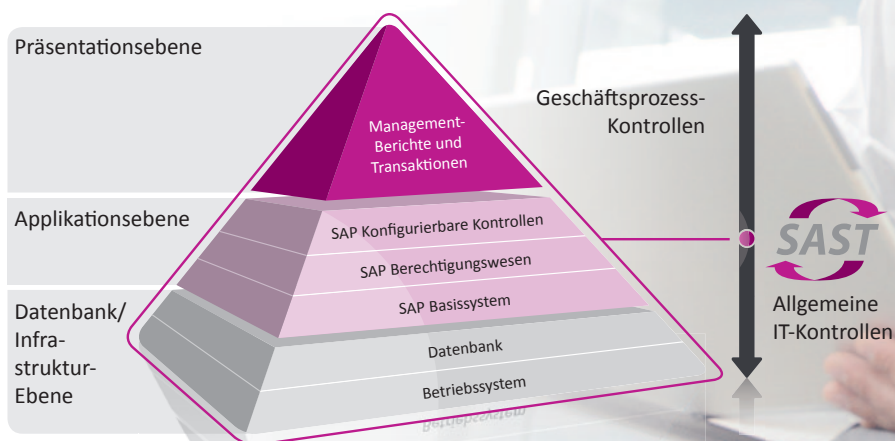 Präsentationsebene
Management-
Berichte und
Transaktionen
Geschäftsprozess-
Kontrollen
Applikationsebene
SAP Konfigurierbare Kontrollen
SAP Berechtigungswesen
SAP Basissystem
SAST
Allgemeine
IT-Kontrollen
Datenbank/
Infra-
struktur-
Ebene
Datenbank
Betriebssystem
Betriebssystem